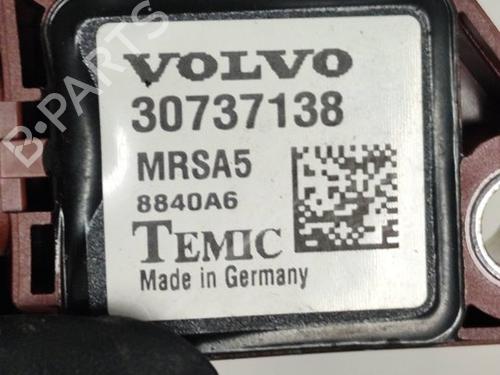 VOLVO
30737138
MRSA5
8840A6
TEMIC
Made in Germany
B-PARTS